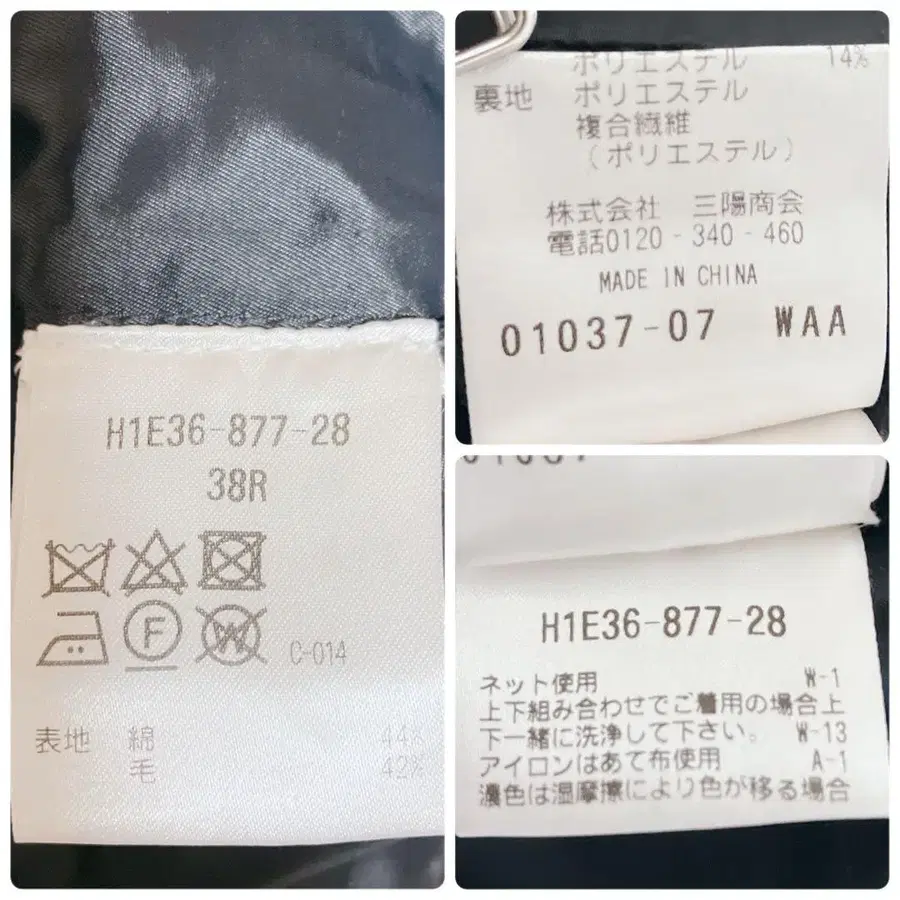 H1E36-877-28
38R
F
W
C-014
表地 綿 44%
毛 42%
ポリエステル 14%
裏地 ポリエステル
複合繊維
(ポリエステル)
株式会社 三陽商会
電話0120-340-460
MADE IN CHINA
01037-07 WAA
01037
H1E36-877-28
ネット使用 W-1
上下組み合わせでご着用の場合上
下一緒に洗浄して下さい。 W-13
アイロンはあて布使用 A-1
濃色は湿摩擦により色が移る場合